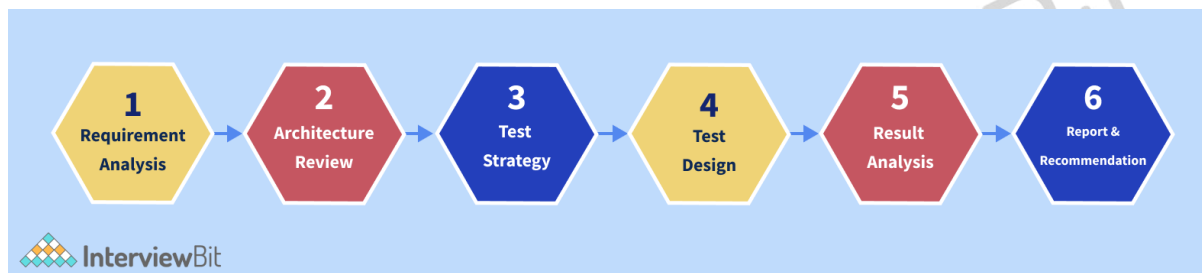 1
Requirement
Analysis
2
Architecture
Review
3
Test
Strategy
4
Test
Design
5
Result
Analysis
6
Report &
Recommendation
InterviewBit